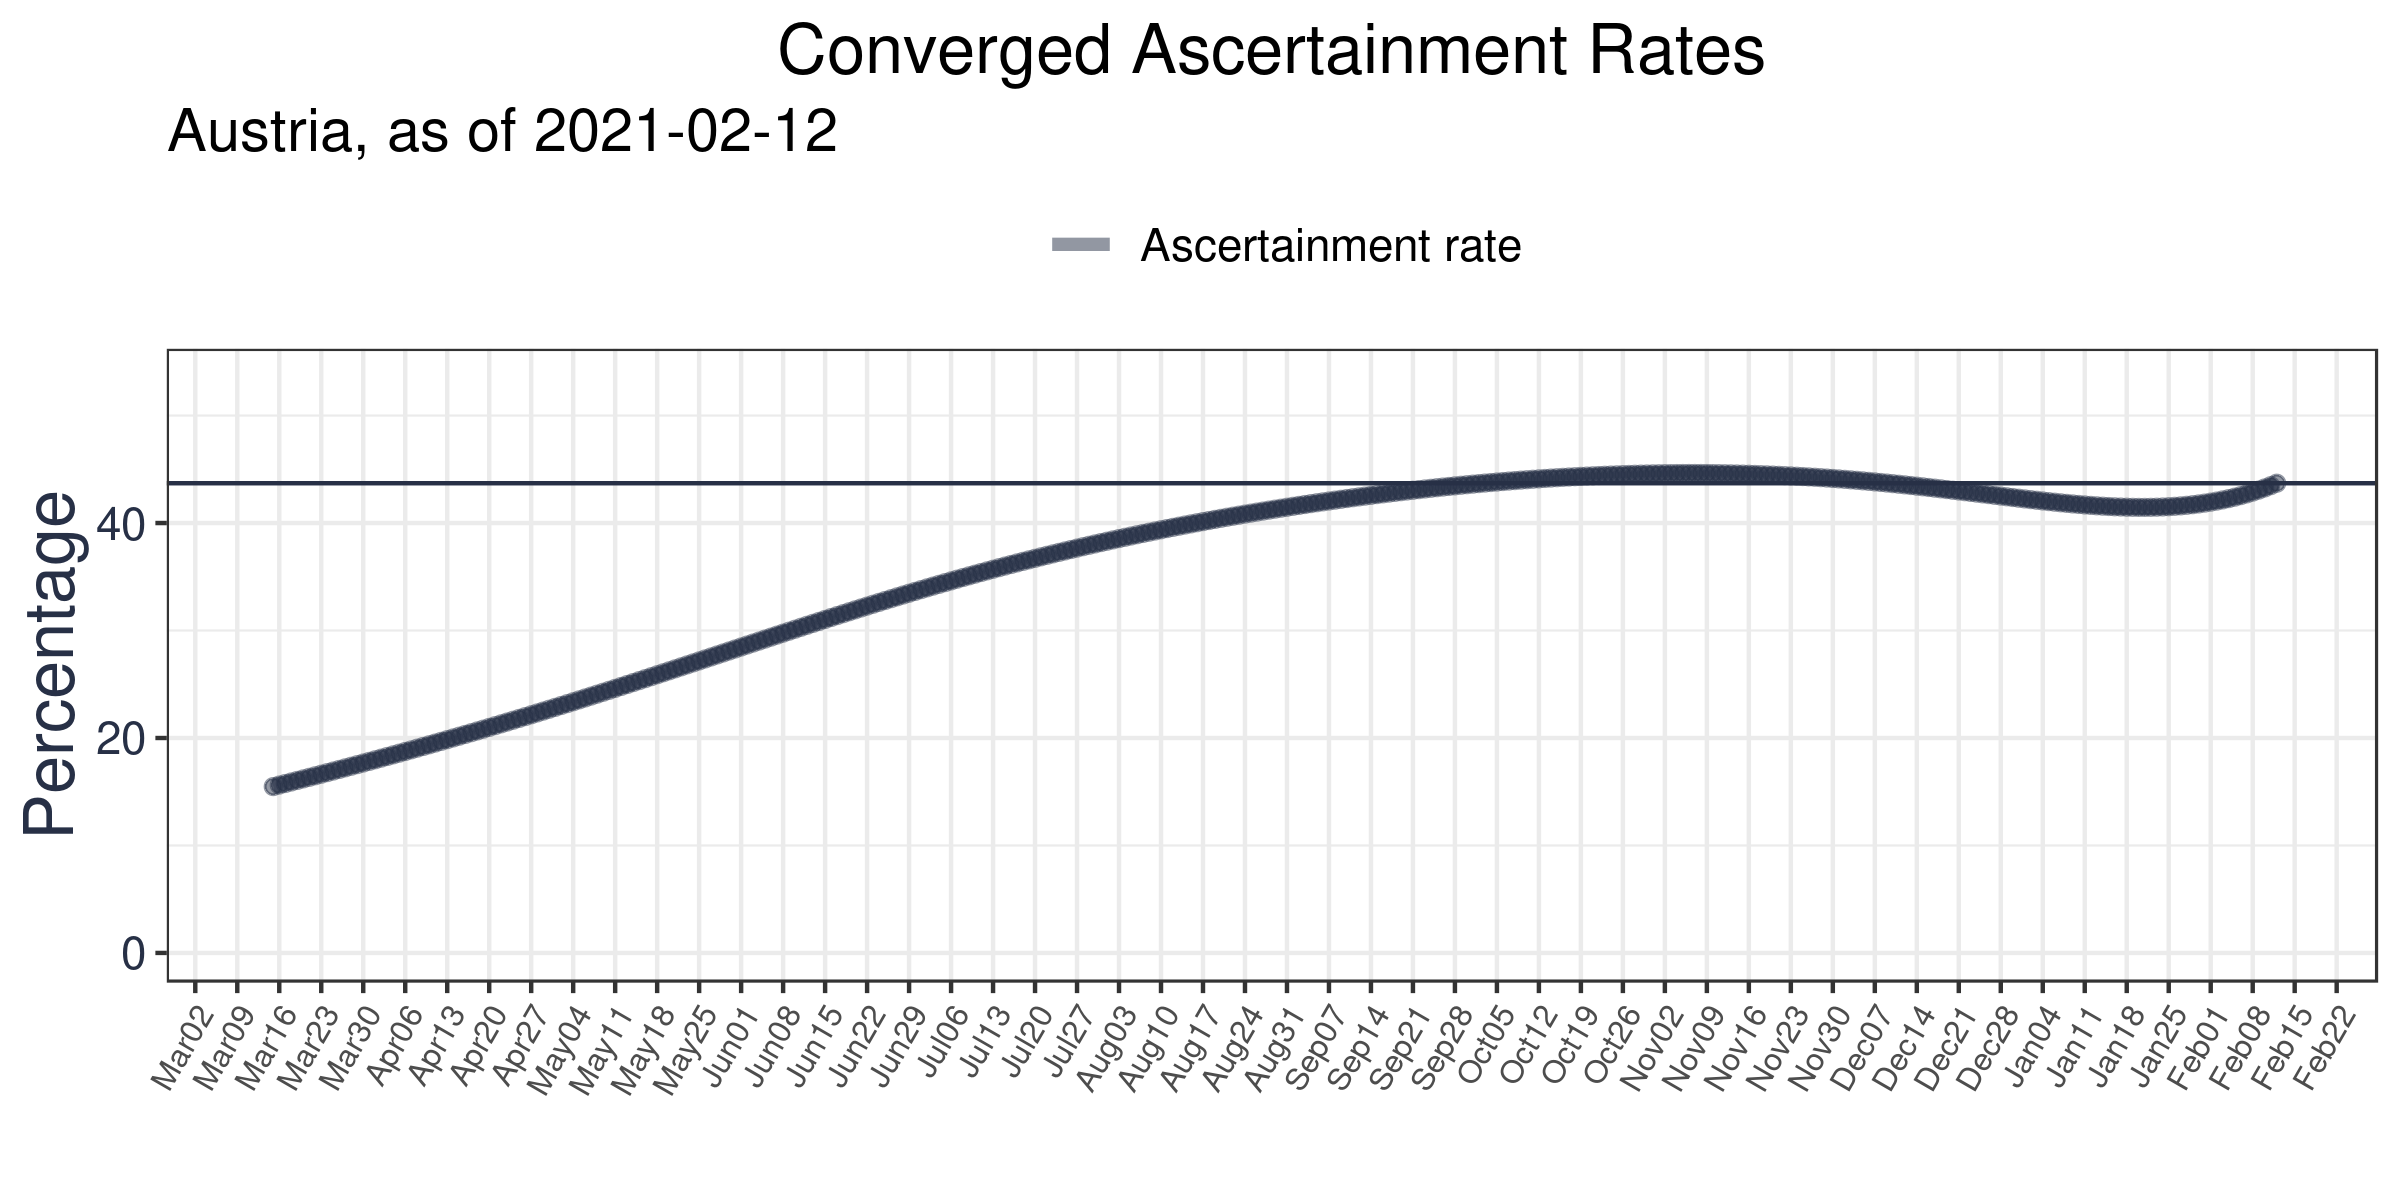 Converged Ascertainment Rates
Austria, as of 2021-02-12
Ascertainment rate
Percentage
40
20
0
Mar02 Mar09 Mar16 Mar23 Mar30 Apr06 Apr13 Apr20 Apr27 May04 May11 May18 May25 Jun01 Jun08 Jun15 Jun22 Jun29 Jul06 Jul13 Jul20 Jul27 Aug03 Aug10 Aug17 Aug24 Aug31 Sep07 Sep14 Sep21 Sep28 Oct05 Oct12 Oct19 Oct26 Nov02 Nov09 Nov16 Nov23 Nov30 Dec07 Dec14 Dec21 Dec28 Jan04 Jan11 Jan18 Jan25 Feb01 Feb08 Feb15 Feb22